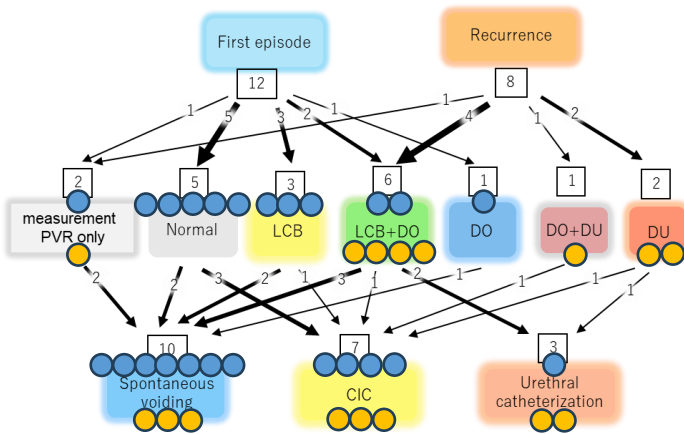 First episode
Recurrence
12
8
1
5
3
2
1
1
4
1
2
2
5
3
6
1
1
2
measurement
PVR only
Normal
LCB
LCB+DO
DO
DO+DU
DU
2
2
3
2
1
3
1
2
1
1
1
1
10
7
3
Spontaneous
voiding
CIC
Urethral
catheterization